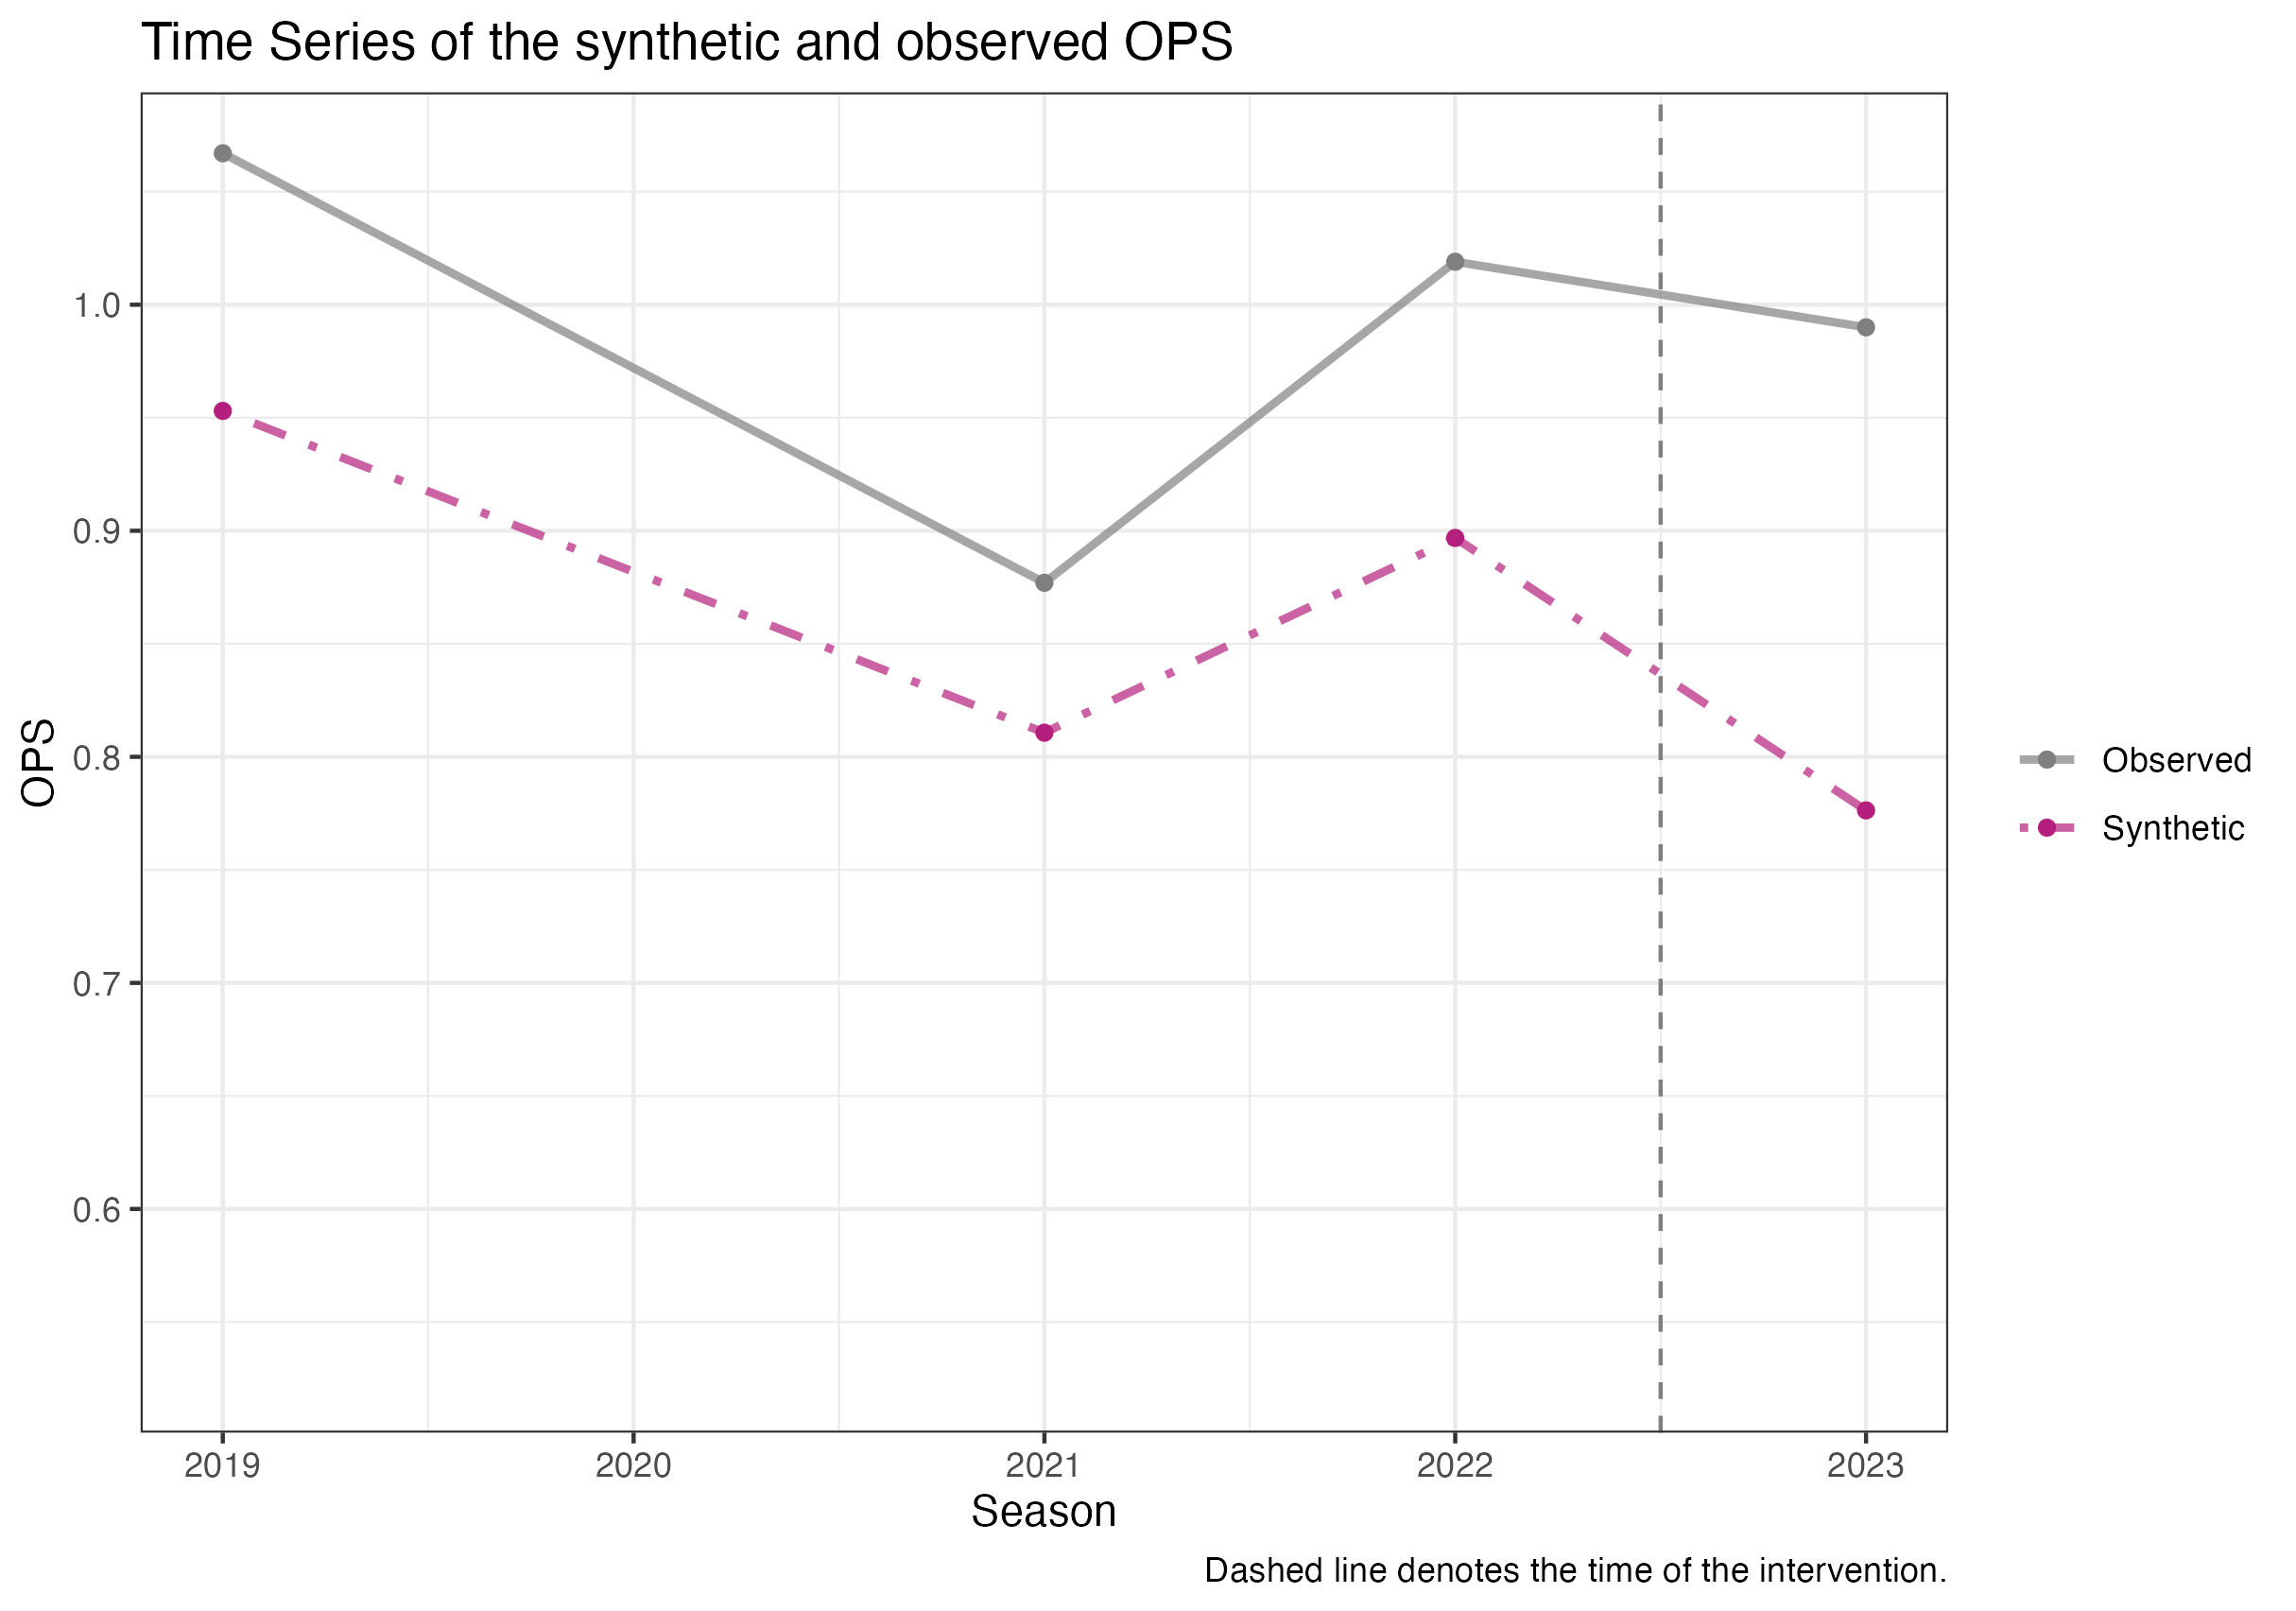 Time Series of the synthetic and observed OPS
OPS
1.0
0.9
0.8
0.7
0.6
2019 2020 2021 2022 2023
Season
Observed
Synthetic
Dashed line denotes the time of the intervention.